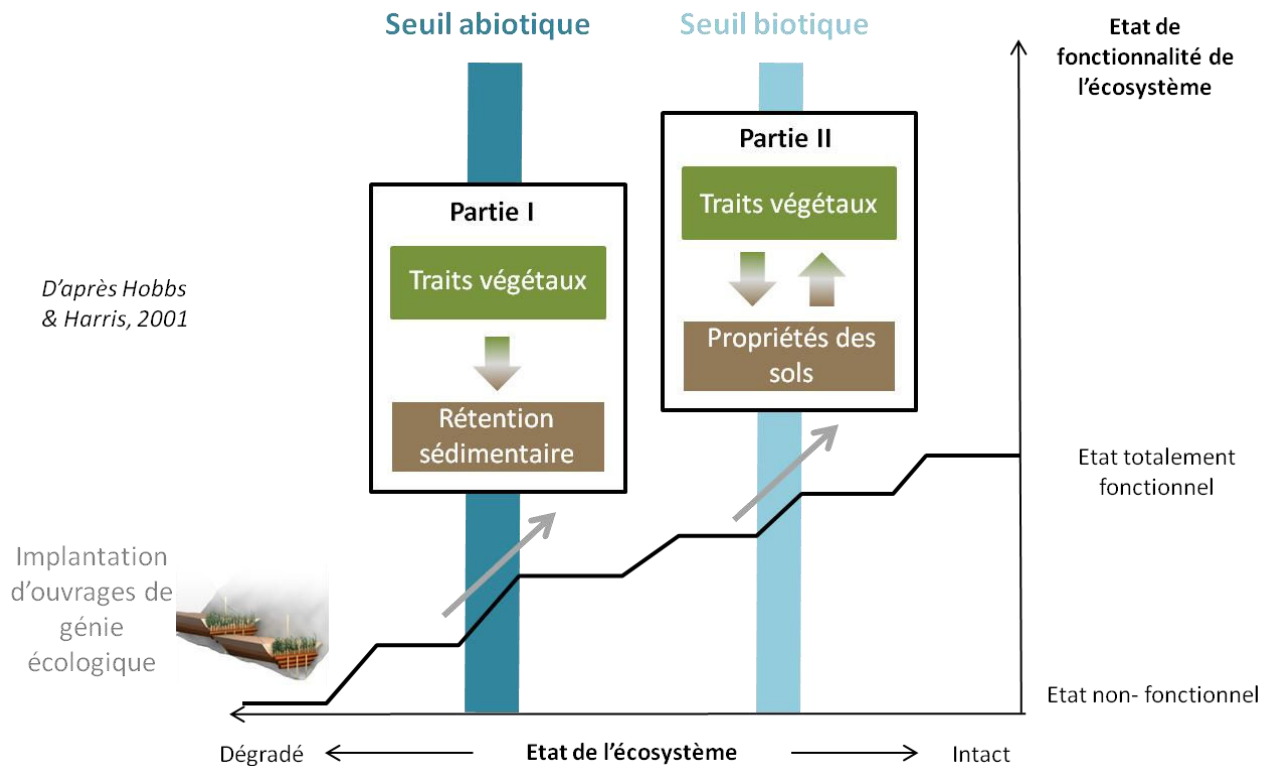 Seuil abiotique
Seuil biotique
Etat de
fonctionnalité de
l'écosystème
Partie I
Traits végétaux
Rétention
sédimentaire
Partie II
Traits végétaux
Propriétés des
sols
D'après Hobbs
& Harris, 2001
Etat totalement
fonctionnel
Implantation
d'ouvrages de
génie
écologique
Etat non- fonctionnel
Dégradé
Etat de l'écosystème
Intact